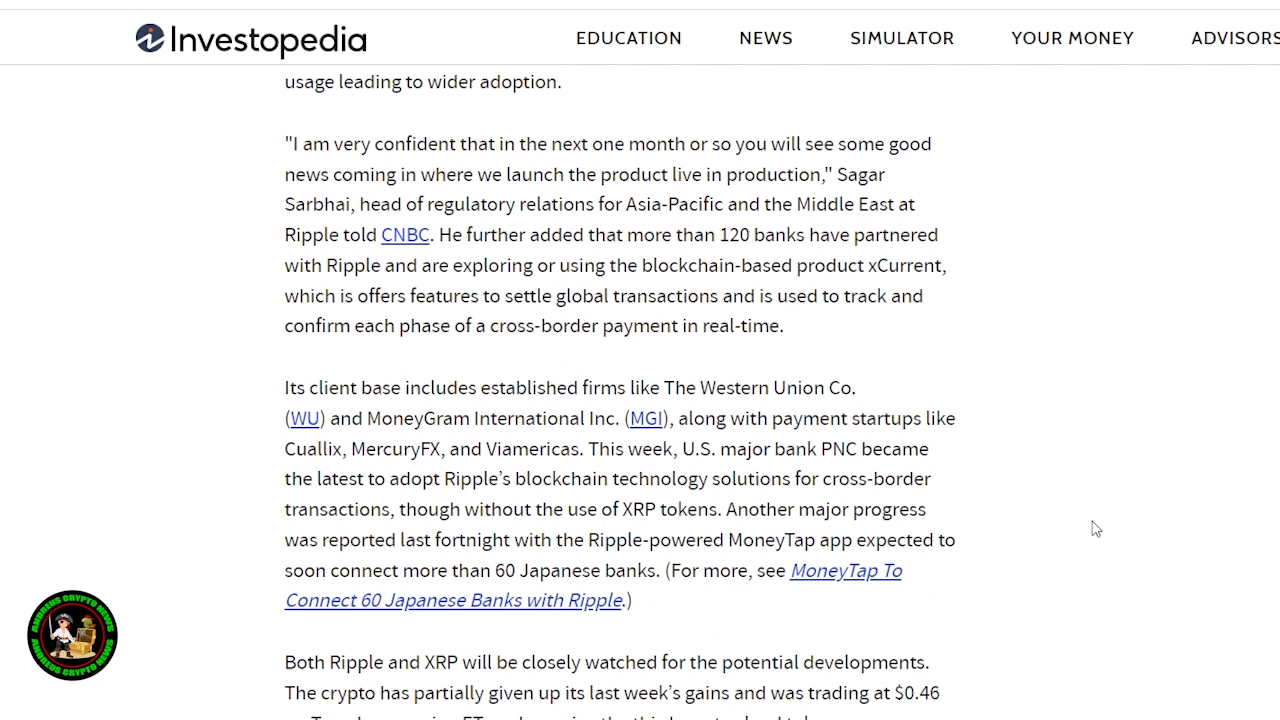 Investopedia
EDUCATION NEWS SIMULATOR YOUR MONEY ADVISORS
usage leading to wider adoption.
"I am very confident that in the next one month or so you will see some good
news coming in where we launch the product live in production," Sagar
Sarbhai, head of regulatory relations for Asia-Pacific and the Middle East at
Ripple told CNBC. He further added that more than 120 banks have partnered
with Ripple and are exploring or using the blockchain-based product xCurrent,
which is offers features to settle global transactions and is used to track and
confirm each phase of a cross-border payment in real-time.
Its client base includes established firms like The Western Union Co.
(WU) and MoneyGram International Inc. (MGI), along with payment startups like
Cuallix, MercuryFX, and Viamericas. This week, U.S. major bank PNC became
the latest to adopt Ripple’s blockchain technology solutions for cross-border
transactions, though without the use of XRP tokens. Another major progress
was reported last fortnight with the Ripple-powered MoneyTap app expected to
soon connect more than 60 Japanese banks. (For more, see MoneyTap To
Connect 60 Japanese Banks with Ripple.)
ANDREUS CRYPTO NEWS
ANDREUS CRYPTO NEWS
Both Ripple and XRP will be closely watched for the potential developments.
The crypto has partially given up its last week’s gains and was trading at $0.46